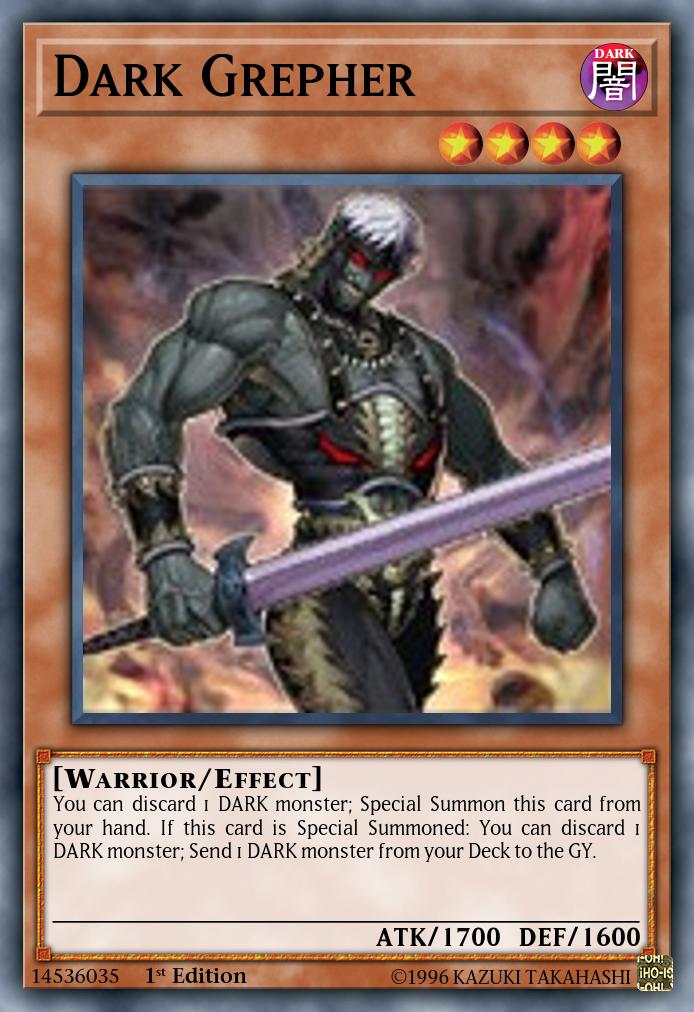 Dark Grepher
DARK
闇
[Warrior/Effect]
You can discard 1 DARK monster; Special Summon this card from
your hand. If this card is Special Summoned: You can discard 1
DARK monster; Send 1 DARK monster from your Deck to the GY.
ATK/1700 DEF/1600
14536035 1st Edition ©1996 KAZUKI TAKAHASHI